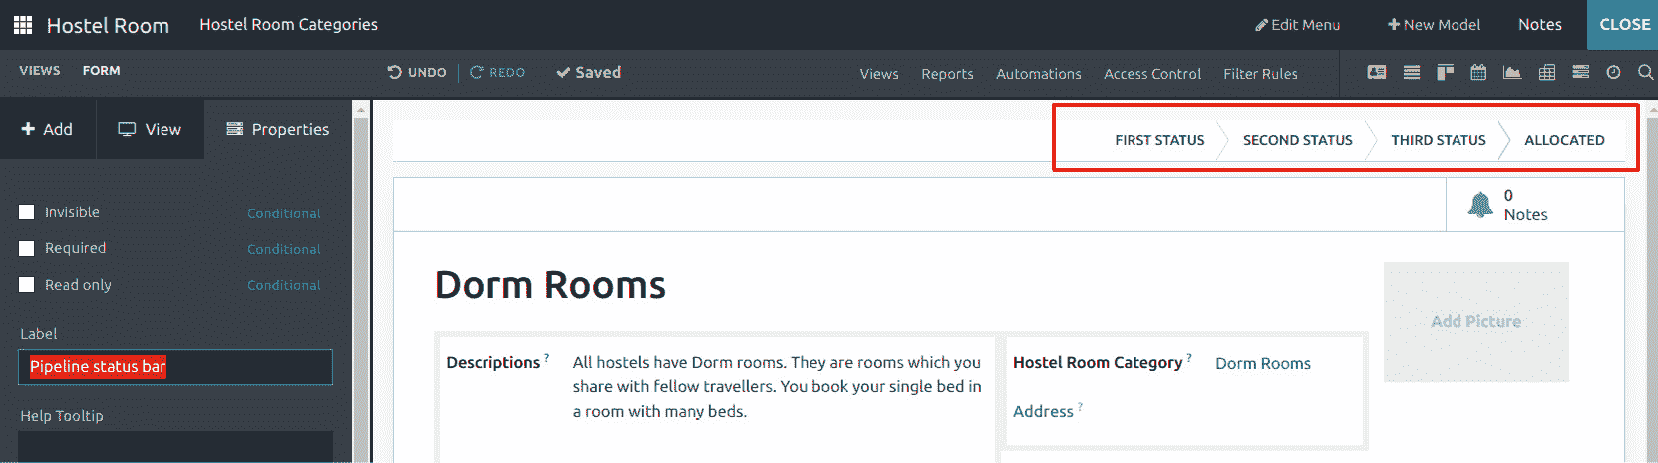 Hostel Room Hostel Room Categories Edit Menu New Model Notes CLOSE
VIEWS FORM UNDO REDO Saved Views Reports Automations Access Control Filter Rules
Add View Properties
FIRST STATUS SECOND STATUS THIRD STATUS ALLOCATED
Invisible Conditional
Required Conditional
Read only Conditional
Label
Pipeline status bar
Help Tooltip
0
Notes
Dorm Rooms
Add Picture
Descriptions ? All hostels have Dorm rooms. They are rooms which you
share with fellow travellers. You book your single bed in
a room with many beds.
Hostel Room Category ? Dorm Rooms
Address ?